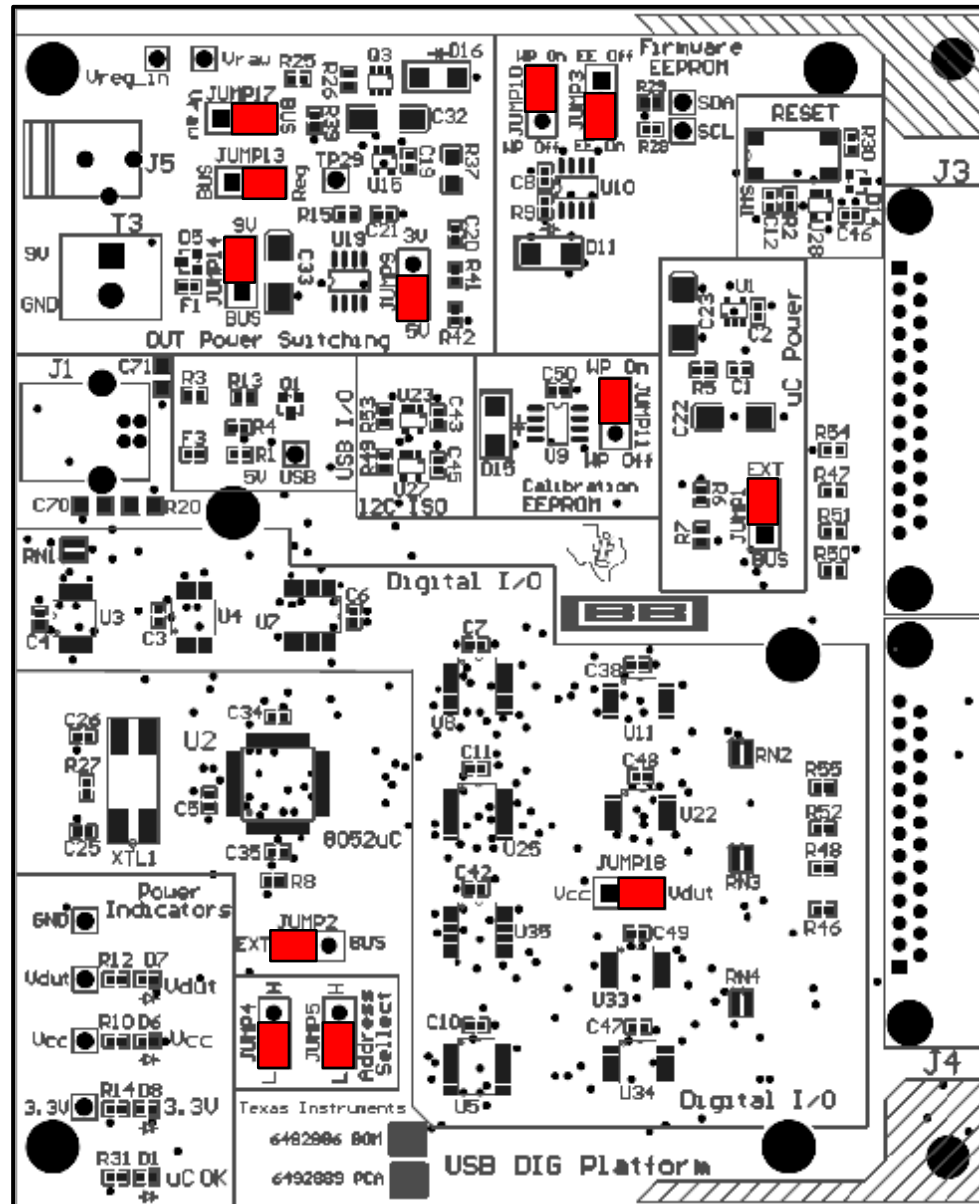 Vreg_in
Vraw
R25
R26
Q3
D16
WP On EE Off
Firmware
EEPROM
JUMP17
BUS
R39
C32
JUMP10
JUMP3
R29
SDA
R28
SCL
RESET
R30
J3
J5
JUMP13
BUS
Reg
TP29
U16
C19
R37
WP Off EE On
C8
U10
R9
SW1
C12
R2
U28
D14
C46
T3
9V
GND
D5
F1
JUMP14
9V
BUS
C33
R15
C21
U19
3V
JUMP6
5V
C20
R41
R42
D11
DUT Power Switching
C23
U1
C2
R5
C1
uC Power
C22
J1
C71
R3
R13
Q1
R4
F3
R1
5V
USB
USB I/O
R53
U23
C43
R49
U27
C45
I2C ISO
C50
WP On
D15
U9
JUMP11
WP Off
Calibration
EEPROM
EXT
R6
JUMP1
R7
BUS
R54
R47
R51
R50
C70
R20
RN1
Digital I/O
BB
C4
U3
C3
U4
U7
C6
C7
C38
U8
U11
C26
R27
C25
XTL1
U2
C34
C5
8052uC
C35
R8
C11
U25
C48
U22
RN2
R55
R52
R48
R46
JUMP18
Vcc
Vdut
RN3
C42
U35
C49
U33
RN4
Power
Indicators
GND
JUMP2
EXT
BUS
Vdut
R12
D7
Vdut
Vcc
R10
D6
Vcc
3.3V
R14
D8
3.3V
R31
D1
uC OK
JUMP4
H
L
JUMP5
H
L
Address
Select
C10
U5
C47
U34
Digital I/O
J4
Texas Instruments
6482886 BOM
6492889 PCA
USB DIG Platform